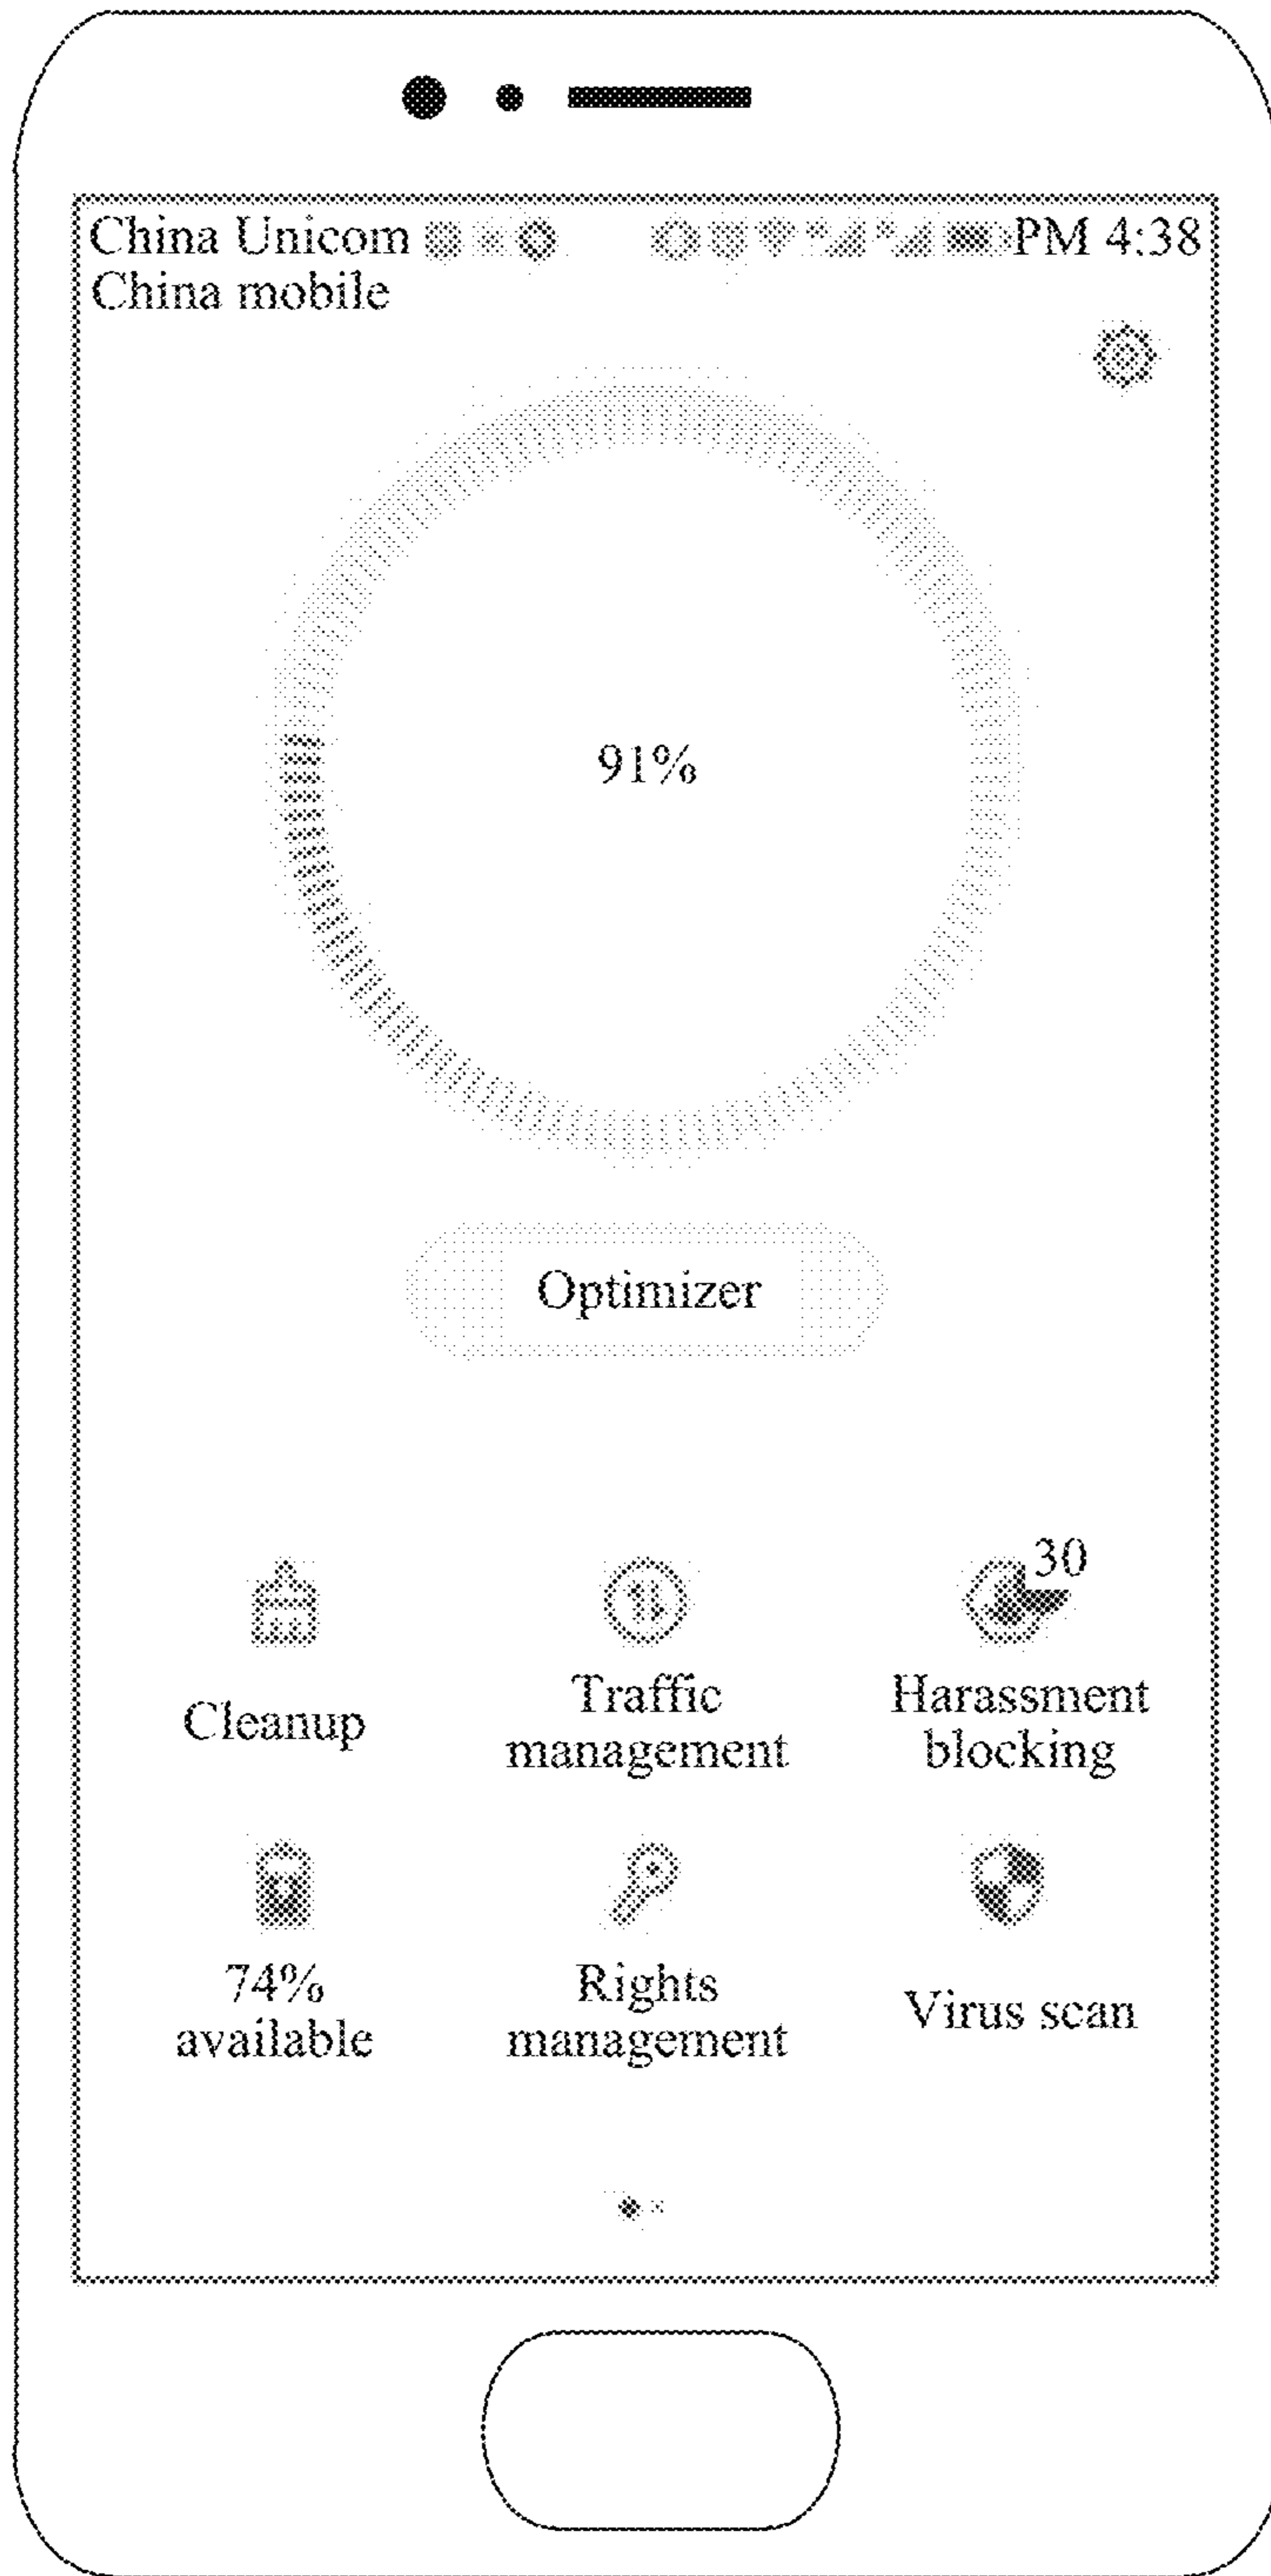 China Unicom PM 4:38
China mobile
91%
Optimizer
30
Cleanup
Traffic
management
Harassment
blocking
74%
available
Rights
management
Virus scan